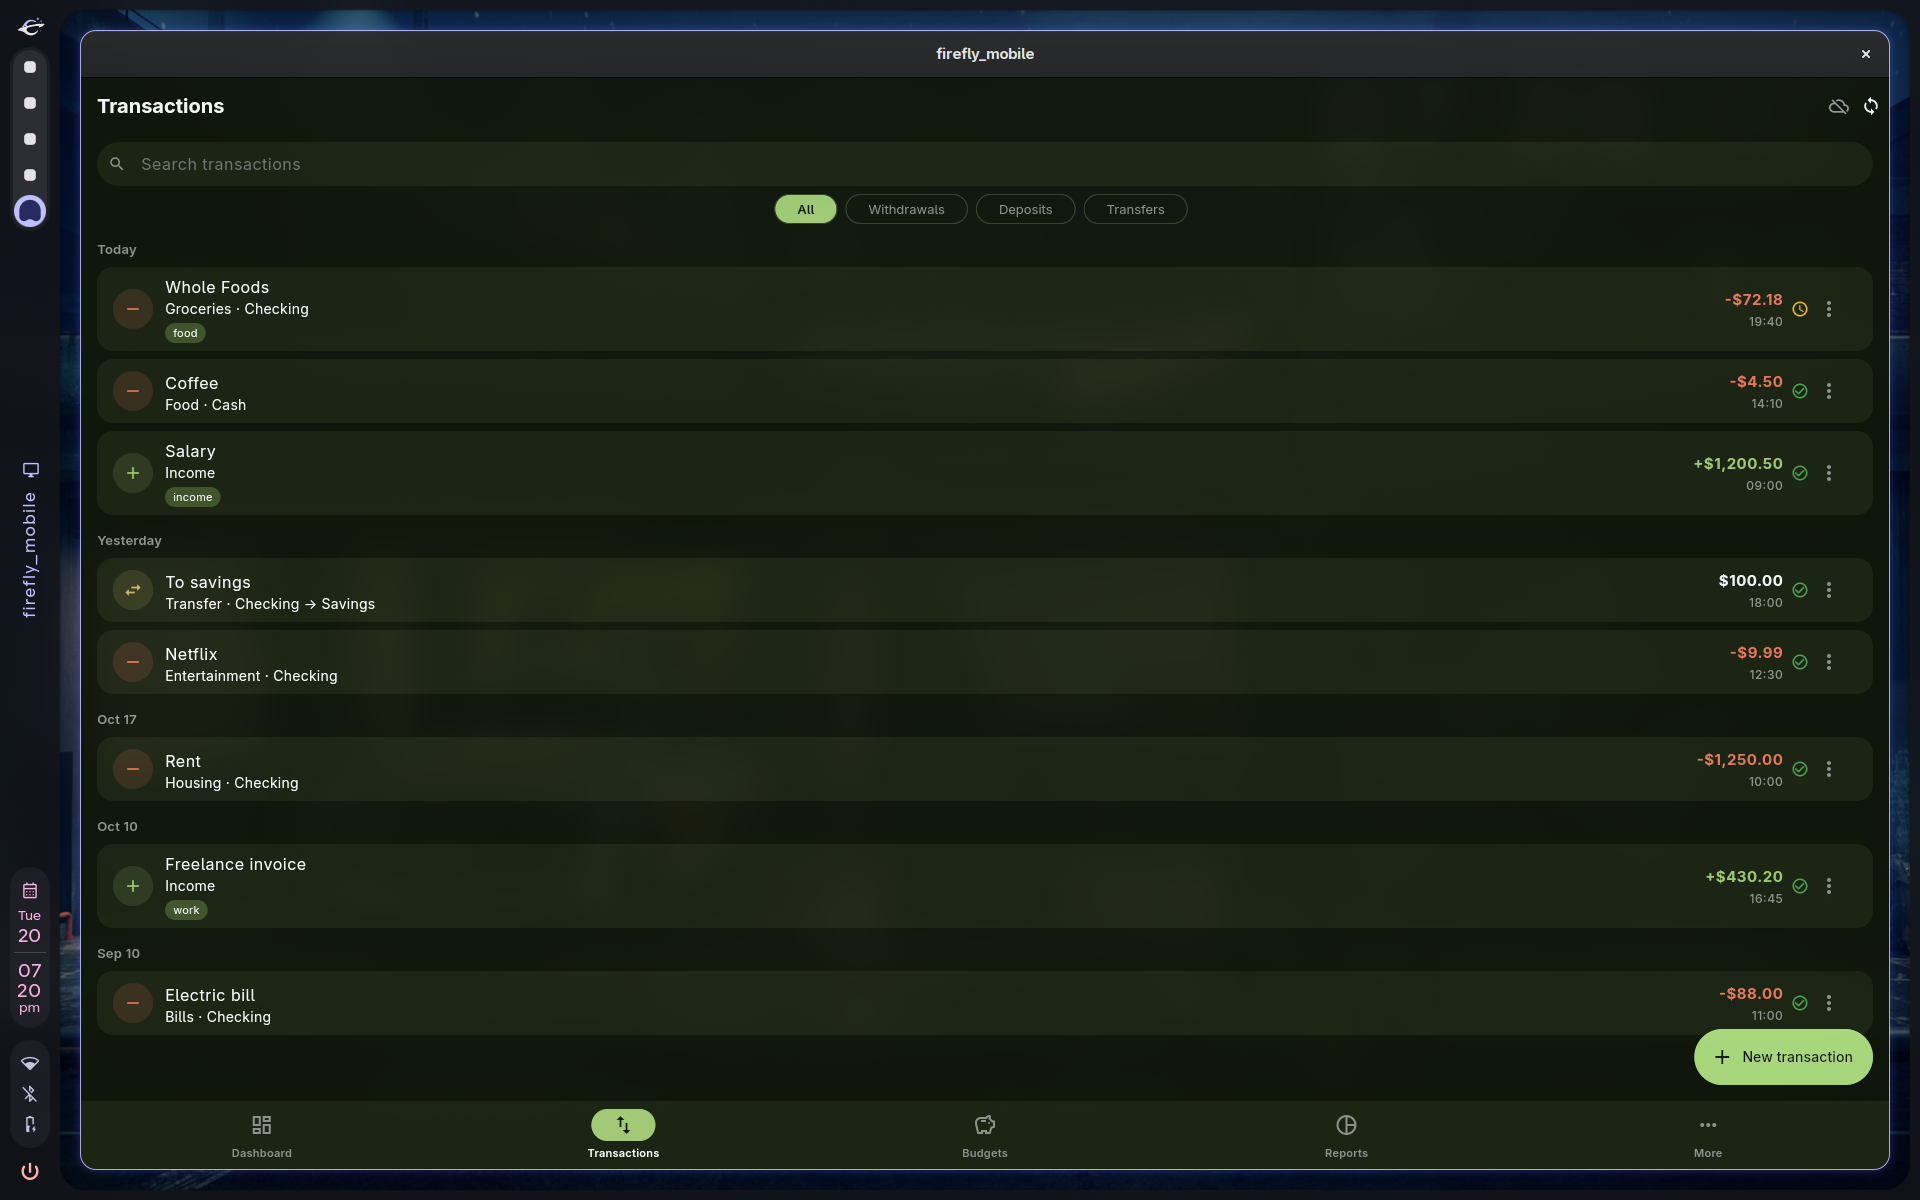 firefly_mobile
Transactions
Search transactions
All
Withdrawals
Deposits
Transfers
Today
Whole Foods
Groceries · Checking
food
-$72.18
19:40
Coffee
Food · Cash
-$4.50
14:10
Salary
Income
income
+$1,200.50
09:00
Yesterday
To savings
Transfer · Checking → Savings
$100.00
18:00
Netflix
Entertainment · Checking
-$9.99
12:30
Oct 17
Rent
Housing · Checking
-$1,250.00
10:00
Oct 10
Freelance invoice
Income
work
+$430.20
16:45
Sep 10
Electric bill
Bills · Checking
-$88.00
11:00
New transaction
Dashboard
Transactions
Budgets
Reports
More
firefly_mobile
Tue
20
07
20
pm